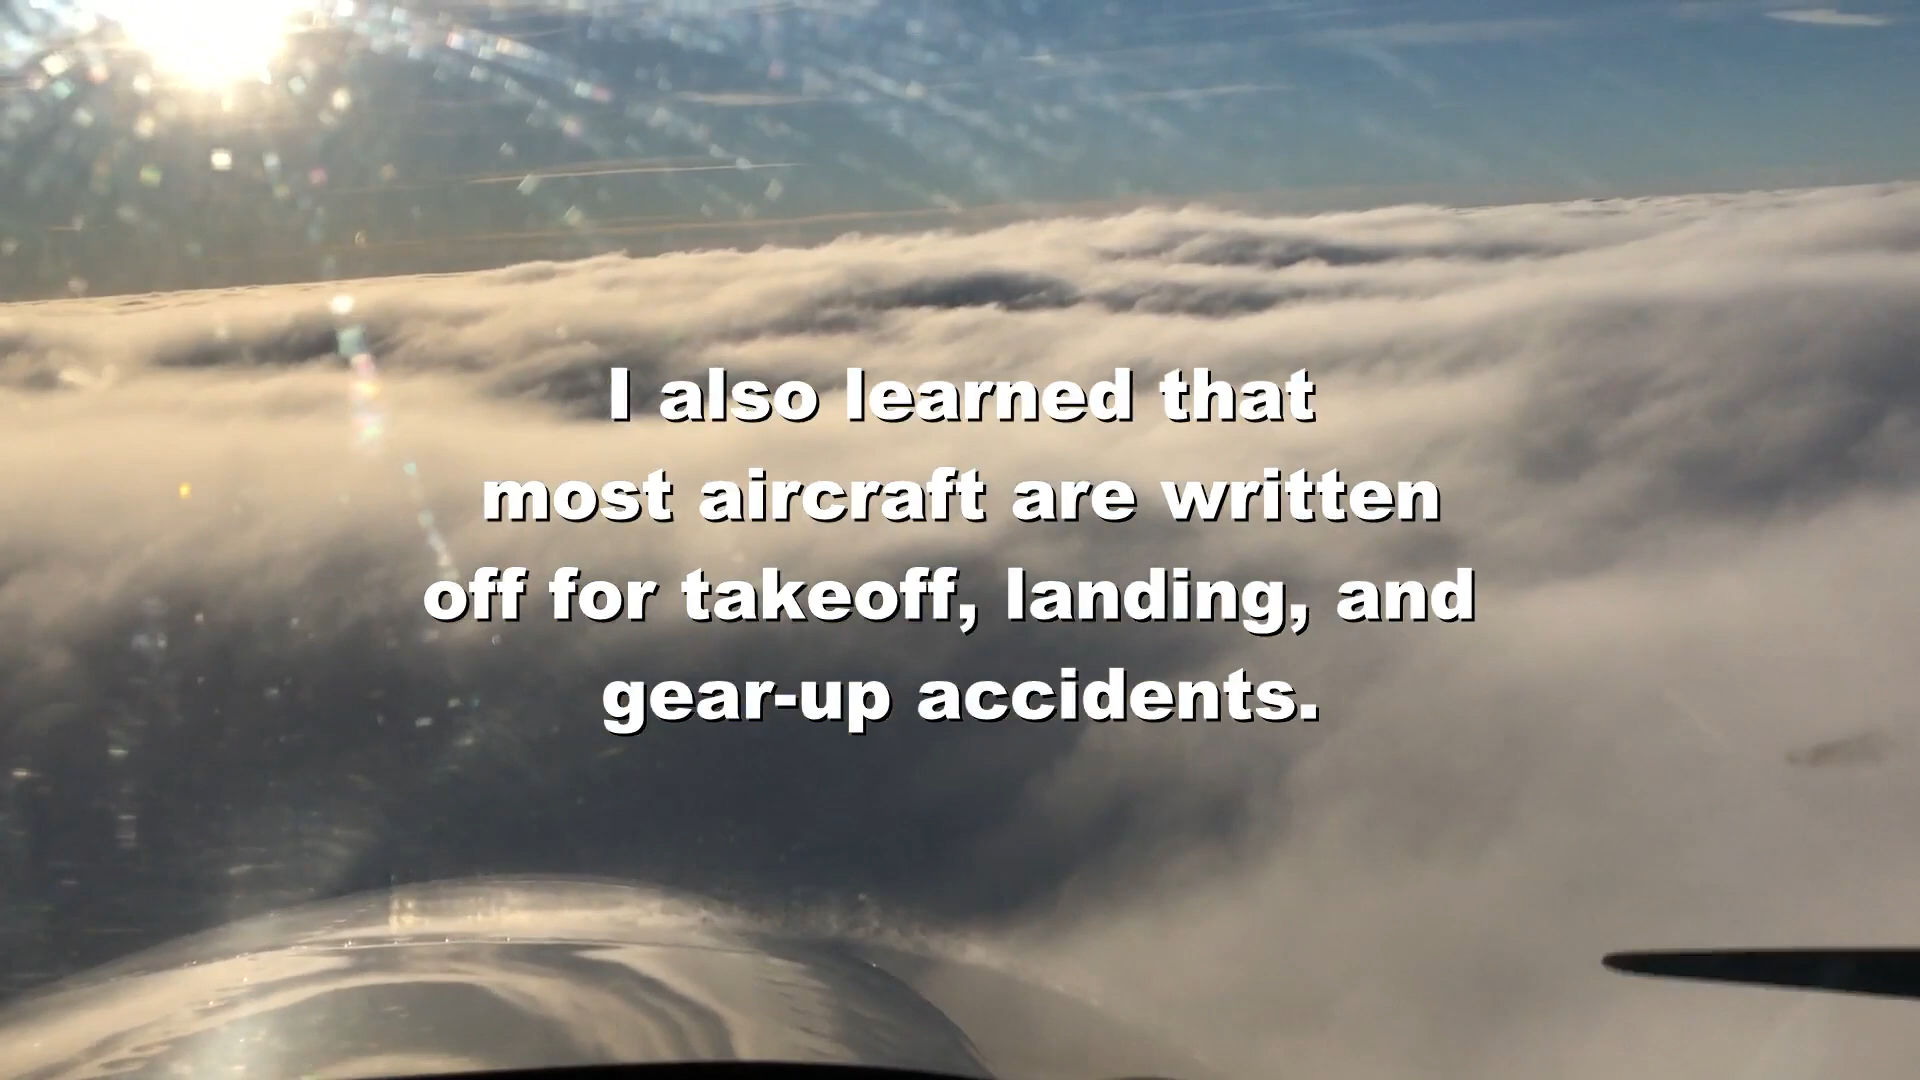 I also learned that
most aircraft are written
off for takeoff, landing, and
gear-up accidents.